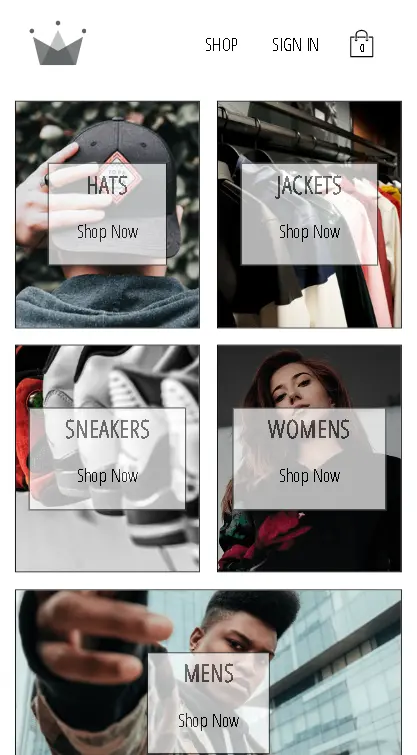 SHOP
SIGN IN
0
HATS
Shop Now
JACKETS
Shop Now
SNEAKERS
Shop Now
WOMENS
Shop Now
MENS
Shop Now